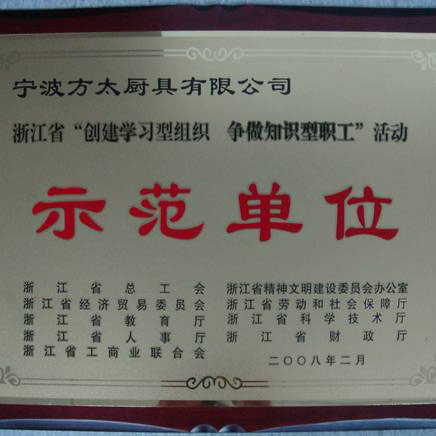 宁波方太厨具有限公司
浙江省“创建学习型组织 争做知识型职工”活动
示范单位
浙江省总工会
浙江省经济贸易委员会
浙江省教育厅
浙江省人事厅
浙江省工商业联合会
浙江省精神文明建设委员会办公室
浙江省劳动和社会保障厅
浙江省科学技术厅
浙江省财政厅
二〇〇八年二月